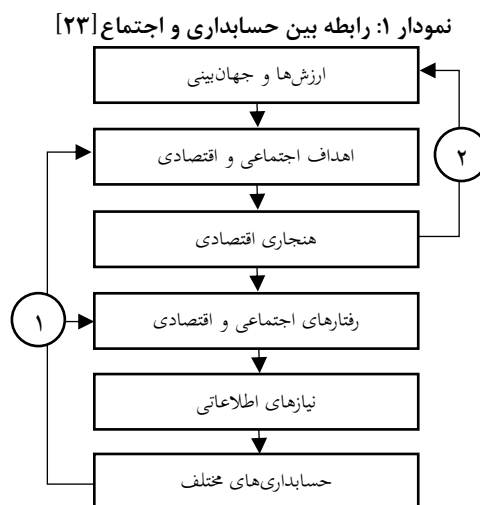 نمودار ۱: رابطه بین حسابداری و اجتماع [۲۳]
ارزش‌ها و جهان‌بینی
اهداف اجتماعی و اقتصادی
۲
هنجاری اقتصادی
رفتارهای اجتماعی و اقتصادی
۱
نیازهای اطلاعاتی
حسابداری‌های مختلف